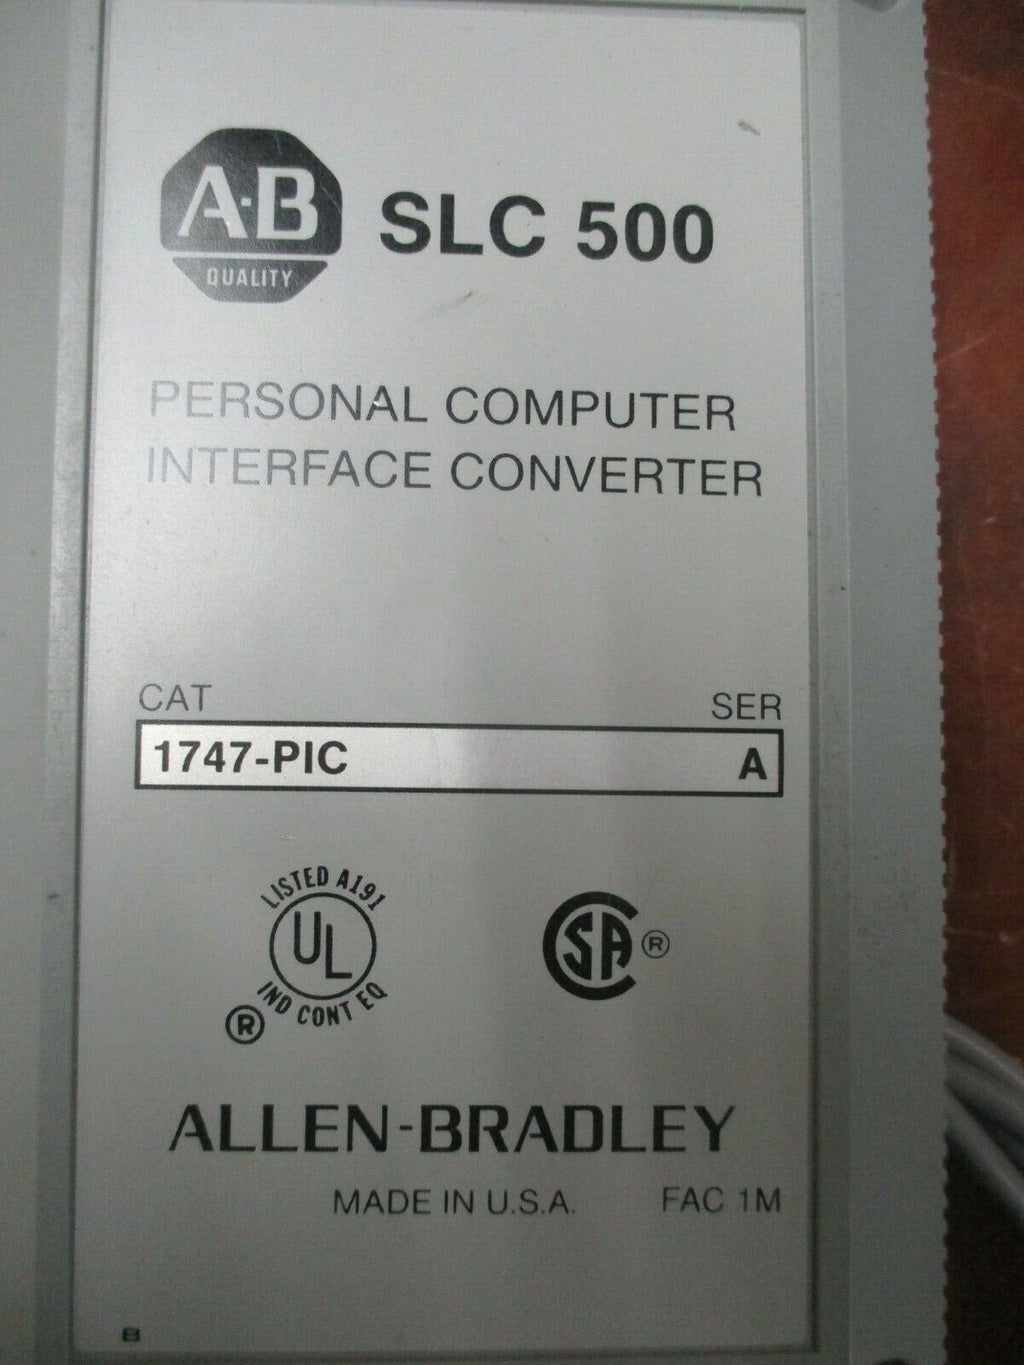 A-B
QUALITY
SLC 500
PERSONAL COMPUTER
INTERFACE CONVERTER
CAT SER
1747-PIC A
LISTED A191
UL
IND CONT EQ
®
CSA ®
ALLEN-BRADLEY
MADE IN U.S.A. FAC 1M
B